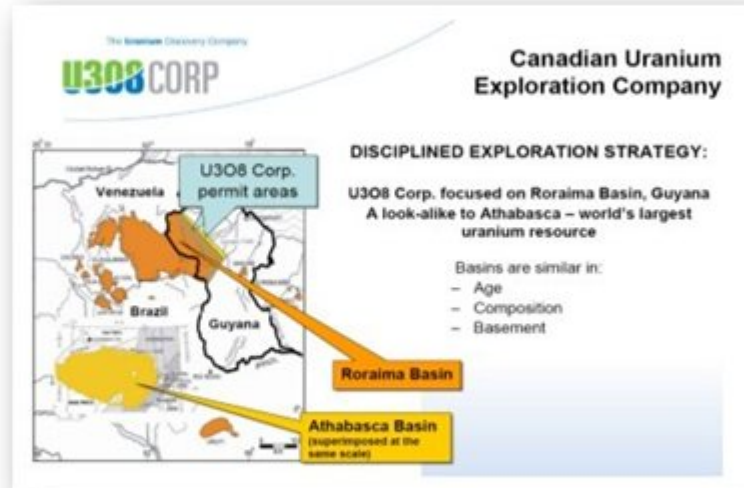 The Uranium Discovery Company
U3O8 CORP
Canadian Uranium
Exploration Company
DISCIPLINED EXPLORATION STRATEGY:
U3O8 Corp. focused on Roraima Basin, Guyana
A look-alike to Athabasca – world's largest
uranium resource
Basins are similar in:
– Age
– Composition
– Basement
U3O8 Corp.
permit areas
Venezuela
Brazil
Guyana
Roraima Basin
Athabasca Basin
(superimposed at the
same scale)